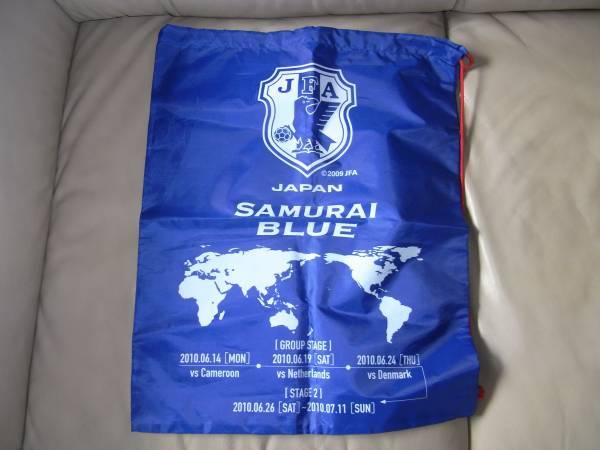 JFA
©2009 JFA
JAPAN
SAMURAI
BLUE
[GROUP STAGE]
2010.06.14 [MON] 2010.06.19 [SAT] 2010.06.24 [THU]
vs Cameroon vs Netherlands vs Denmark
[STAGE 2]
2010.06.26 [SAT]–2010.07.11 [SUN]